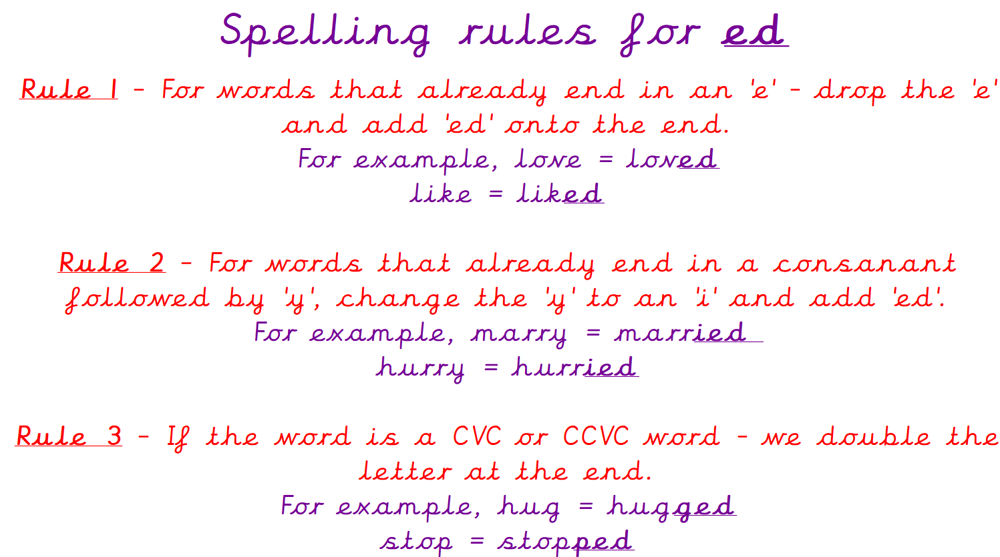 Spelling rules for ed
Rule 1 - For words that already end in an 'e' - drop the 'e'
and add 'ed' onto the end.
For example, love = loved
like = liked
Rule 2 - For words that already end in a consanant
followed by 'y', change the 'y' to an 'i' and add 'ed'.
For example, marry = married
hurry = hurried
Rule 3 - If the word is a CVC or CCVC word - we double the
letter at the end.
For example, hug = hugged
stop = stopped